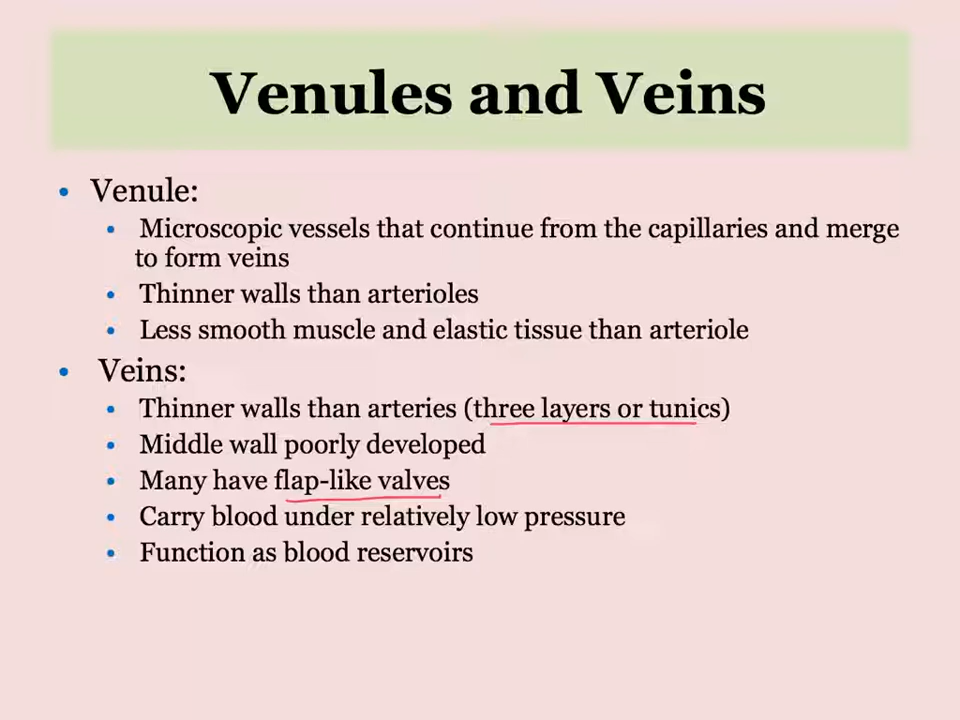 Venules and Veins
• Venule:
• Microscopic vessels that continue from the capillaries and merge
to form veins
• Thinner walls than arterioles
• Less smooth muscle and elastic tissue than arteriole
• Veins:
• Thinner walls than arteries (three layers or tunics)
• Middle wall poorly developed
• Many have flap-like valves
• Carry blood under relatively low pressure
• Function as blood reservoirs